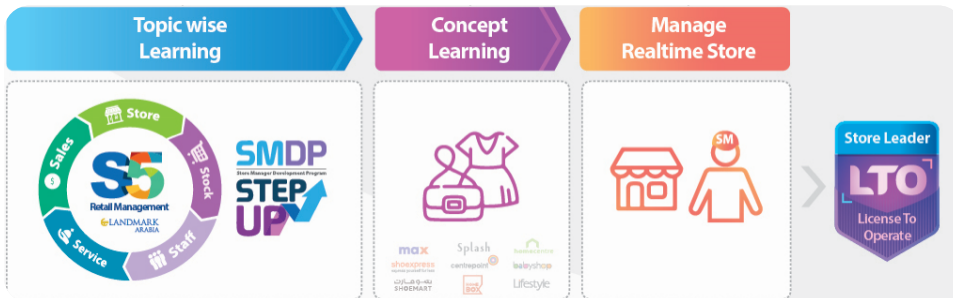 Topic wise
Learning
Concept
Learning
Manage
Realtime Store
Store
Sales
Stock
Staff
Service
S5
Retail Management
LANDMARK
ARABIA
SMDP
Store Manager Development Program
STEP
UP
max
Splash
shoexpress
centrepoint
babyshop
SHOEMART
BOX
Lifestyle
SM
Store Leader
LTO
License To
Operate